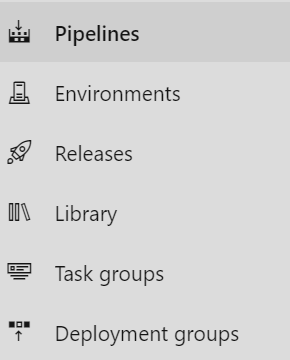 Pipelines
Environments
Releases
Library
Task groups
Deployment groups